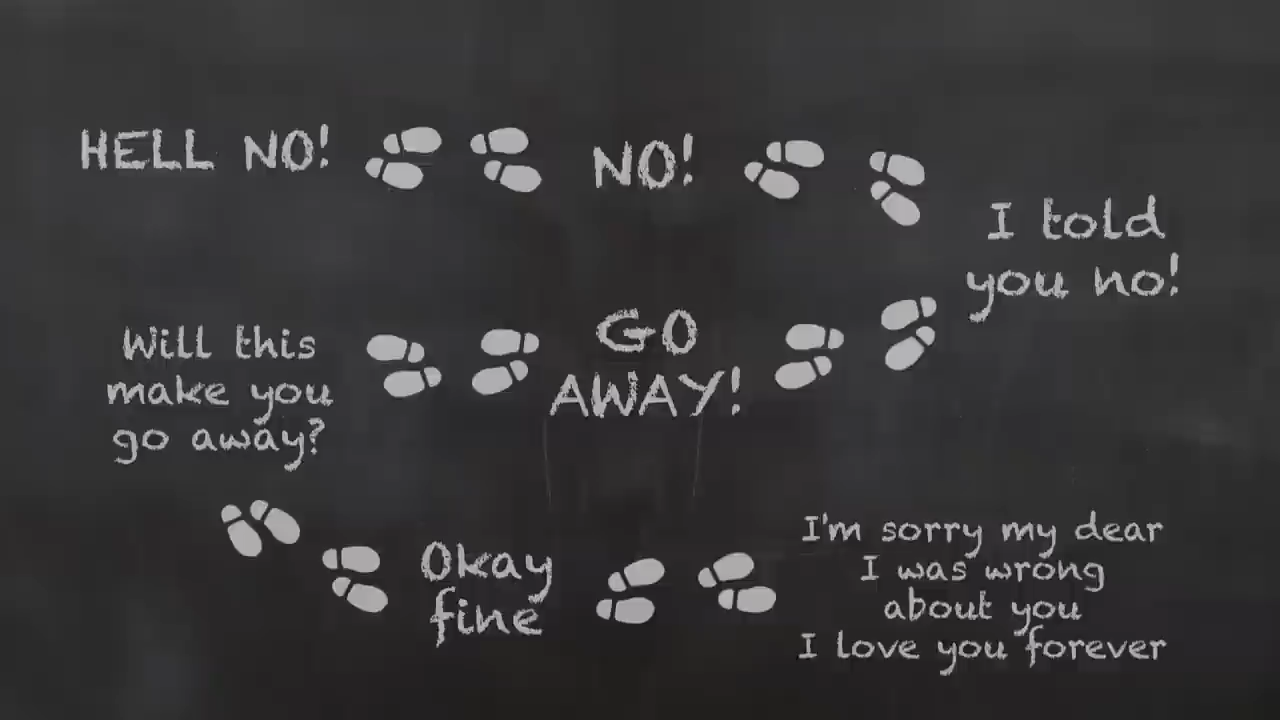 HELL NO!
NO!
I told
you no!
GO
AWAY!
Will this
make you
go away?
Okay
fine
I'm sorry my dear
I was wrong
about you
I love you forever